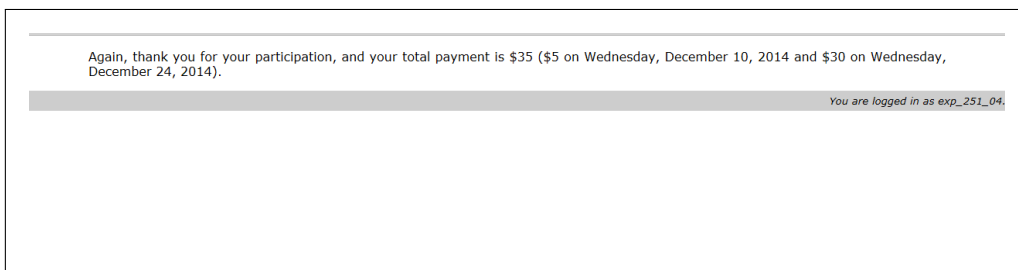 Again, thank you for your participation, and your total payment is $35 ($5 on Wednesday, December 10, 2014 and $30 on Wednesday,
December 24, 2014).
You are logged in as exp_251_04.